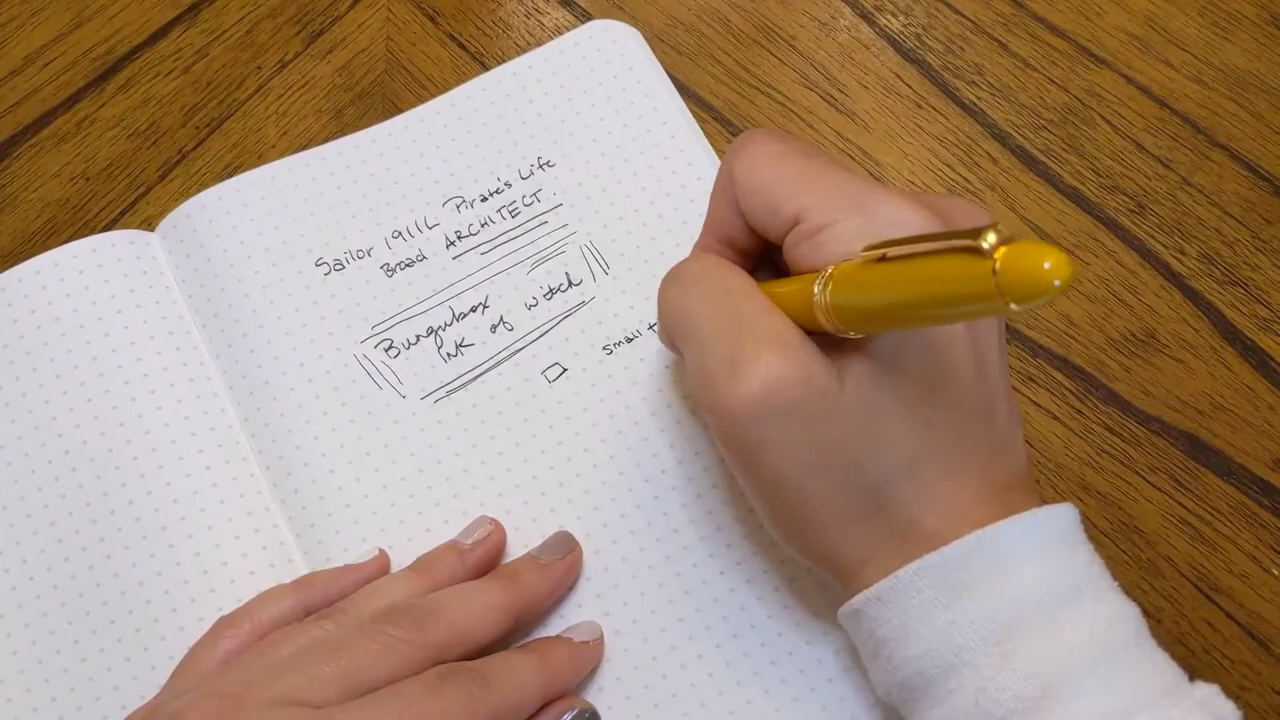 Sailor 1911L Pirate's Life
Broad ARCHITECT.
Bungubox
INK of witch
small +